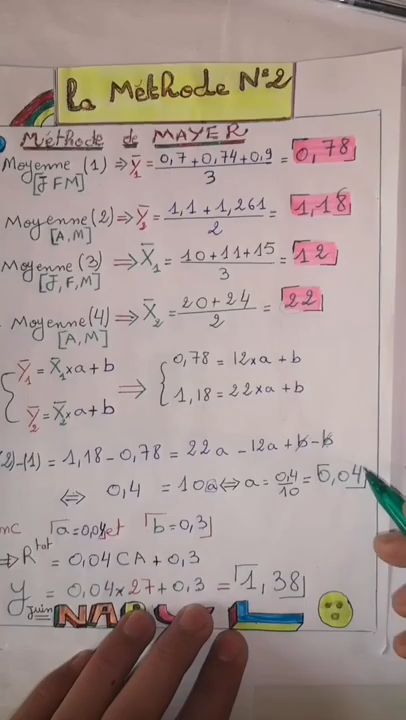 La Méthode N°2
Méthode de MAYER
Moyenne (1) ⇒ Ȳ₁ = (0,7+0,74+0,9)/3 = 0,78
[J F M]
Moyenne (2) ⇒ Ȳ₂ = (1,1+1,261)/2 = 1,18
[A,M]
Moyenne (3) ⇒ X̄₁ = (10+11+15)/3 = 12
[J,F,M]
Moyenne (4) ⇒ X̄₂ = (20+24)/2 = 22
[A,M]
{ Ȳ₁ = X̄₁×a+b ⇒ { 0,78 = 12×a+b
Ȳ₂ = X̄₂×a+b 1,18 = 22×a+b
2)-(1) = 1,18 - 0,78 = 22a - 12a + b - b
⇔ 0,4 = 10a ⇔ a = 0,4/10 = 0,04
nc a=0,04 et b=0,3
⇒ Rᵗᵒᵗ = 0,04CA + 0,3
y juin = 0,04×27+0,3 = 1,38